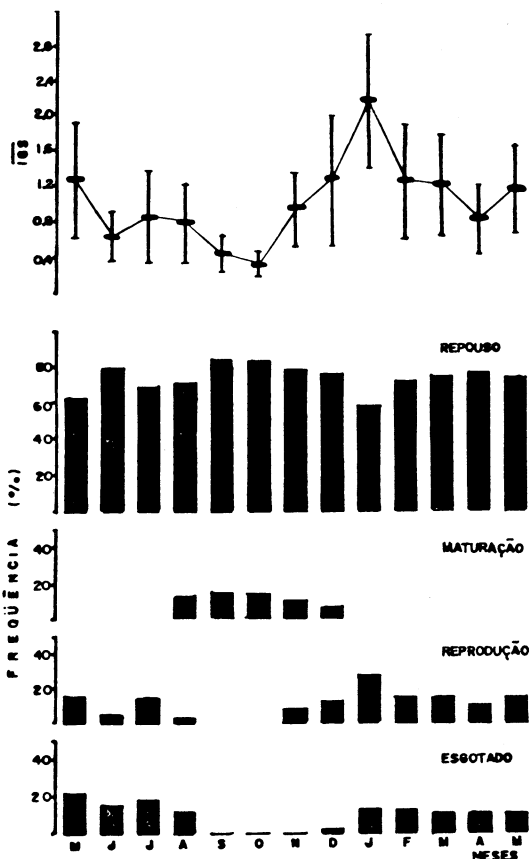 2,8
2,4
2,0
1,6
1,2
0,8
0,4
IGS
REPOUSO
80
60
40
20
MATURAÇÃO
40
20
REPRODUÇÃO
40
20
ESGOTADO
40
20
FREQÜÊNCIA (%)
M J J A S O N D J F M A M
MESES